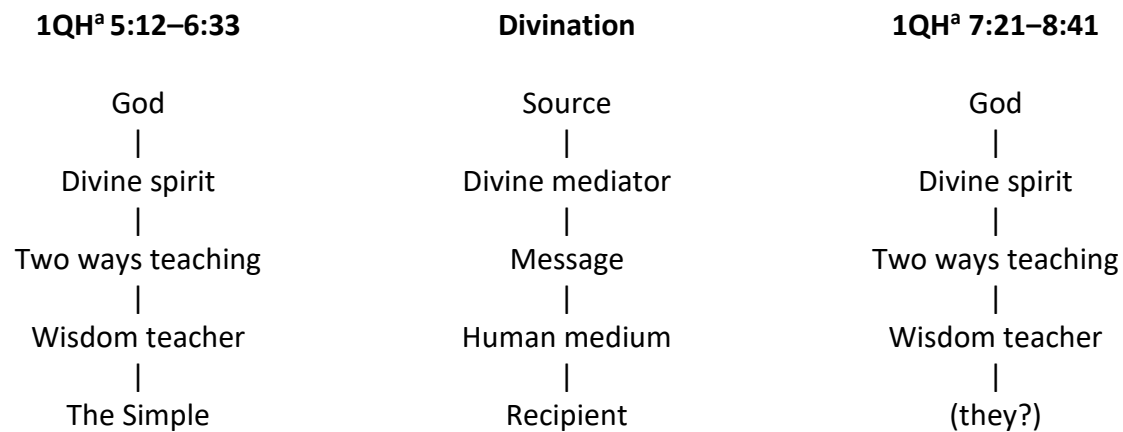 1QHᵃ 5:12–6:33 Divination 1QHᵃ 7:21–8:41
God Source God
| | |
Divine spirit Divine mediator Divine spirit
| | |
Two ways teaching Message Two ways teaching
| | |
Wisdom teacher Human medium Wisdom teacher
| | |
The Simple Recipient (they?)